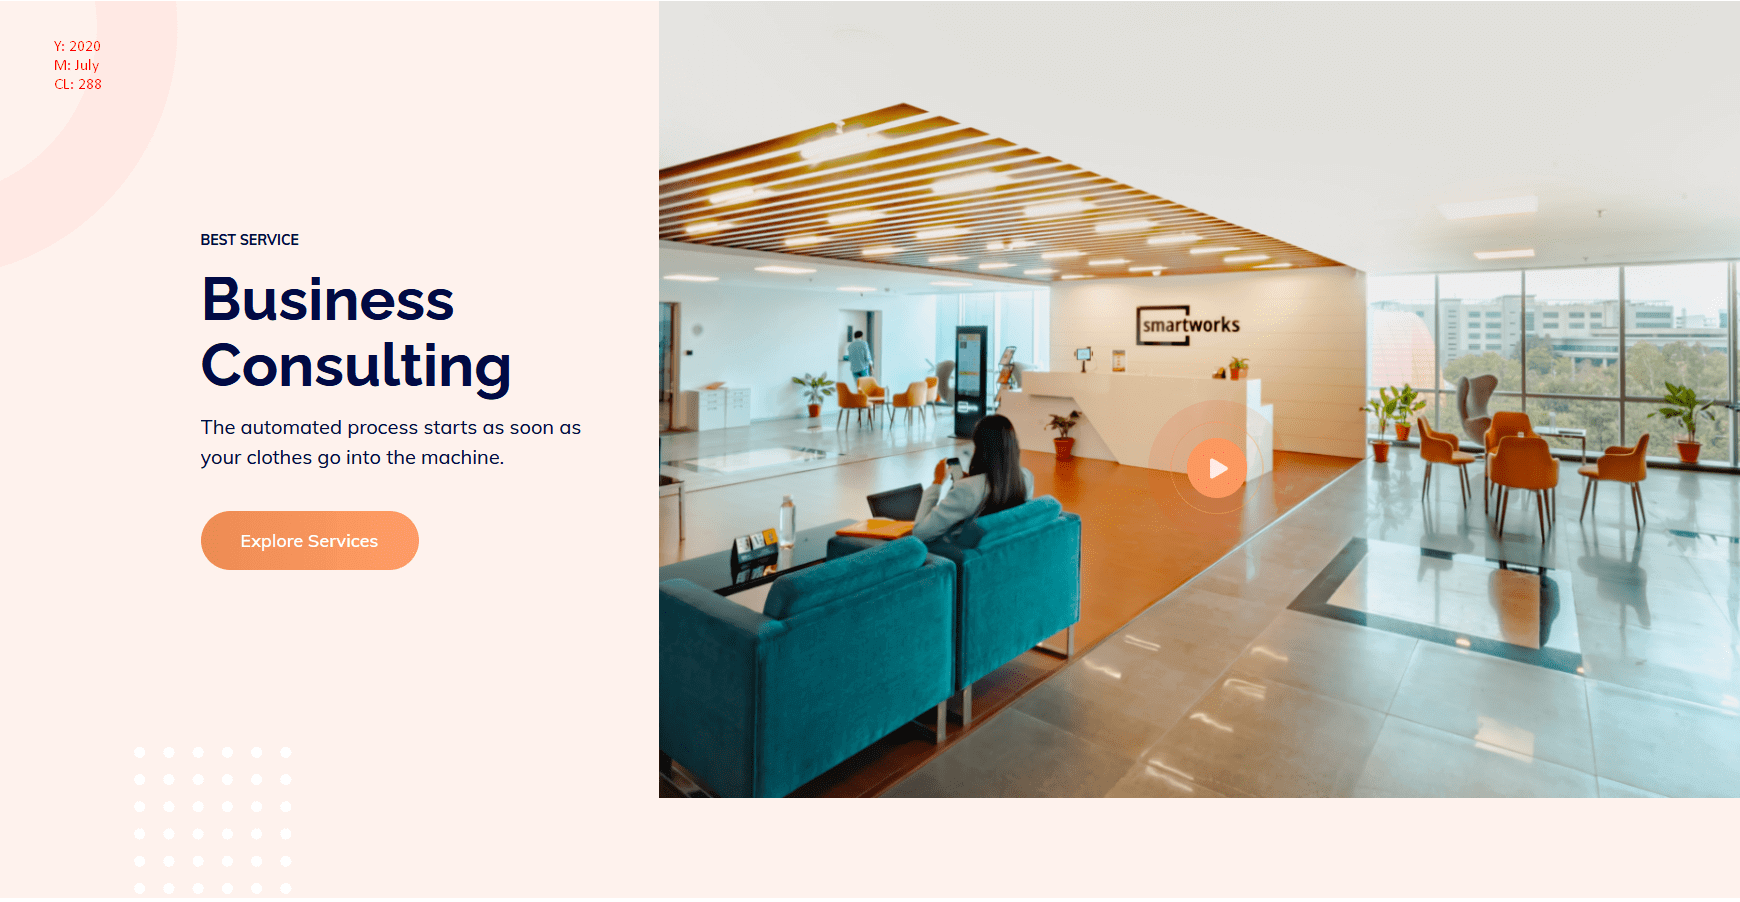 Y: 2020
M: July
CL: 288
BEST SERVICE
Business
Consulting
The automated process starts as soon as
your clothes go into the machine.
Explore Services
smartworks